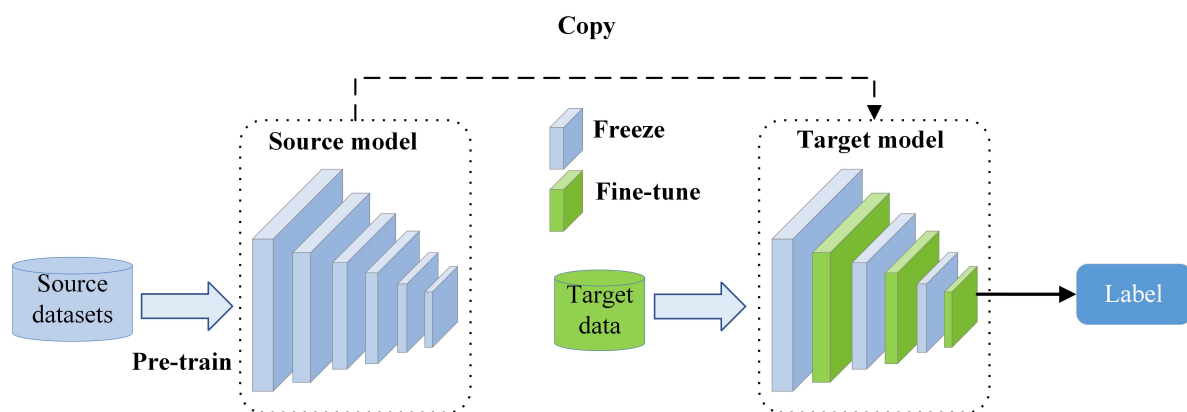 Copy
Source model
Freeze
Target model
Fine-tune
Source
datasets
Target
data
Label
Pre-train